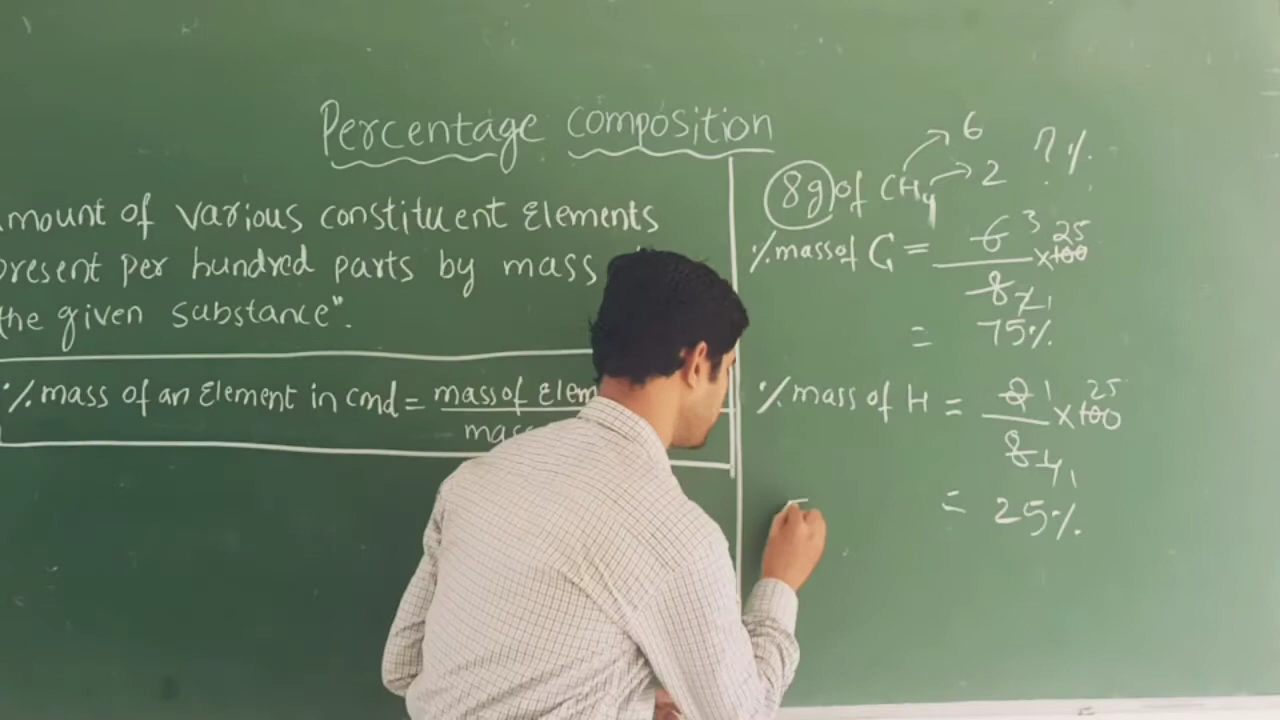 Percentage composition
mount of various constituent Elements
present per hundred parts by mass
the given substance".
% mass of an Element in cmd = mass of Elem
mas
8g of CH4 6 2 ? %
% mass of C = 6 3 / 8 4 1 × 100 25
= 75%
% mass of H = 2 1 / 8 4 1 × 100 25
= 25%